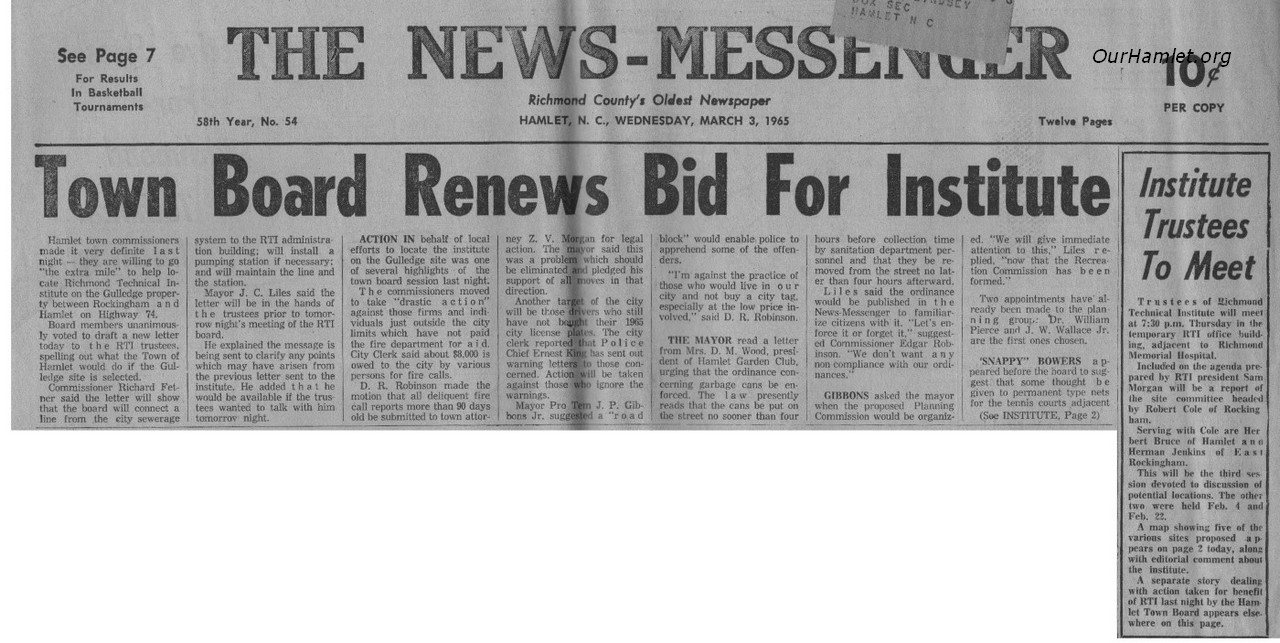 See Page 7
For Results
In Basketball
Tournaments
BOX SEC
HAMLET N C
THE NEWS-MESSENGER
OurHamlet.org
10¢
PER COPY
Richmond County's Oldest Newspaper
58th Year, No. 54
HAMLET, N. C., WEDNESDAY, MARCH 3, 1965
Twelve Pages
Town Board Renews Bid For Institute
Hamlet town commissioners
made it very definite last
night — they are willing to go
"the extra mile" to help lo-
cate Richmond Technical In-
stitute on the Gulledge proper-
ty between Rockingham and
Hamlet on Highway 74.
Board members unanimous-
ly voted to draft a new letter
today to the RTI trustees,
spelling out what the Town of
Hamlet would do if the Gul-
ledge site is selected.
Commissioner Richard Fet-
ner said the letter will show
that the board will connect a
line from the city sewerage
system to the RTI administra-
tion building; will install a
pumping station if necessary;
and will maintain the line and
the station.
Mayor J. C. Liles said the
letter will be in the hands of
the trustees prior to tomor-
row night's meeting of the RTI
board.
He explained the message is
being sent to clarify any points
which may have arisen from
the previous letter sent to the
institute. He added that he
would be available if the trus-
tees wanted to talk with him
tomorrov night.
ACTION IN behalf of local
efforts to locate the institute
on the Gulledge site was one
of several highlights of the
town board session last night.
The commissioners moved
to take "drastic action"
against those firms and indi-
viduals just outside the city
limits which have not paid
the fire department for aid.
City Clerk said about $8,000 is
owed to the city by various
persons for fire calls.
D. R. Robinson made the
motion that all deliquent fire
call reports more than 90 days
old be submitted to town attor-
ney Z. V. Morgan for legal
action. The mayor said this
was a problem which should
be eliminated and pledged his
support of all moves in that
direction.
Another target of the city
will be those drivers who still
have not bought their 1965
city license plates. The city
clerk reported that Police
Chief Ernest King has sent out
warning letters to those con-
cerned. Action will be taken
against those who ignore the
warnings.
Mayor Pro Tem J. P. Gib-
bons Jr. suggested a "road
block" would enable police to
apprehend some of the offen-
ders.
"I'm against the practice of
those who would live in our
city and not buy a city tag,
especially at the low price in-
volved," said D. R. Robinson.
THE MAYOR read a letter
from Mrs. D. M. Wood, presi-
dent of Hamlet Garden Club,
urging that the ordinance con-
cerning garbage cans be en-
forced. The law presently
reads that the cans be put on
the street no sooner than four
hours before collection time
by sanitation department per-
sonnel and that they be re-
moved from the street no lat-
er than four hours afterward.
Liles said the ordinance
would be published in the
News-Messenger to familiar-
ize citizens with it. "Let's en-
force it or forget it," suggest-
ed Commissioner Edgar Rob-
inson. "We don't want any
non-compliance with our ordi-
nances."
GIBBONS asked the mayor
when the proposed Planning
Commission would be organiz-
ed. "We will give immediate
attention to this," Liles re-
plied, "now that the Recrea-
tion Commission has been
formed."
Two appointments have al-
ready been made to the plan-
ning group: Dr. William
Pierce and J. W. Wallace Jr.
are the first ones chosen.
'SNAPPY' BOWERS ap-
peared before the board to sug-
gest that some thought be
given to permanent type nets
for the tennis courts adjacent
(See INSTITUTE, Page 2)
Institute
Trustees
To Meet
Trustees of Richmond
Technical Institute will meet
at 7:30 p.m. Thursday in the
temporary RTI office build-
ing, adjacent to Richmond
Memorial Hospital.
Included on the agenda pre-
pared by RTI president Sam
Morgan will be a report of
the site committee headed
by Robert Cole of Rocking
ham.
Serving with Cole are Her
bert Bruce of Hamlet and
Herman Jenkins of East
Rockingham.
This will be the third ses-
sion devoted to discussion of
potential locations. The other
two were held Feb. 4 and
Feb. 22.
A map showing five of the
various sites proposed ap-
pears on page 2 today, along
with editorial comment about
the institute.
A separate story dealing
with action taken for benefit
of RTI last night by the Ham-
let Town Board appears else-
where on this page.